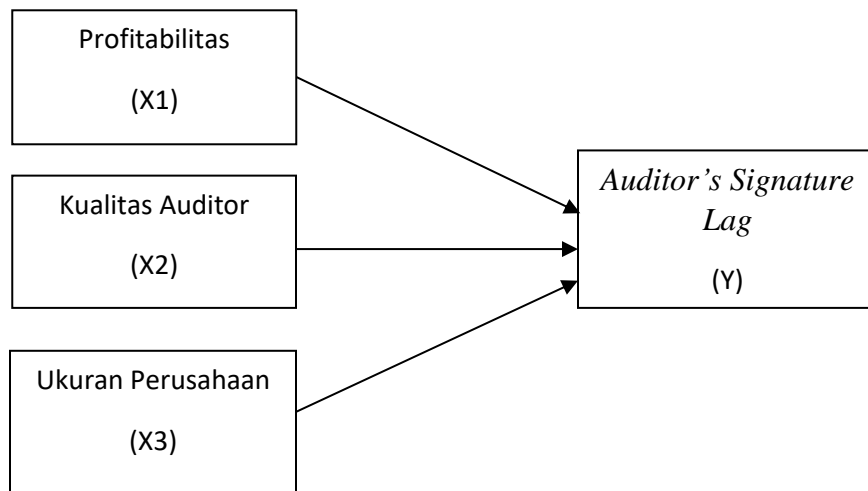 Profitabilitas
(X1)
Kualitas Auditor
(X2)
Ukuran Perusahaan
(X3)
Auditor’s Signature
Lag
(Y)